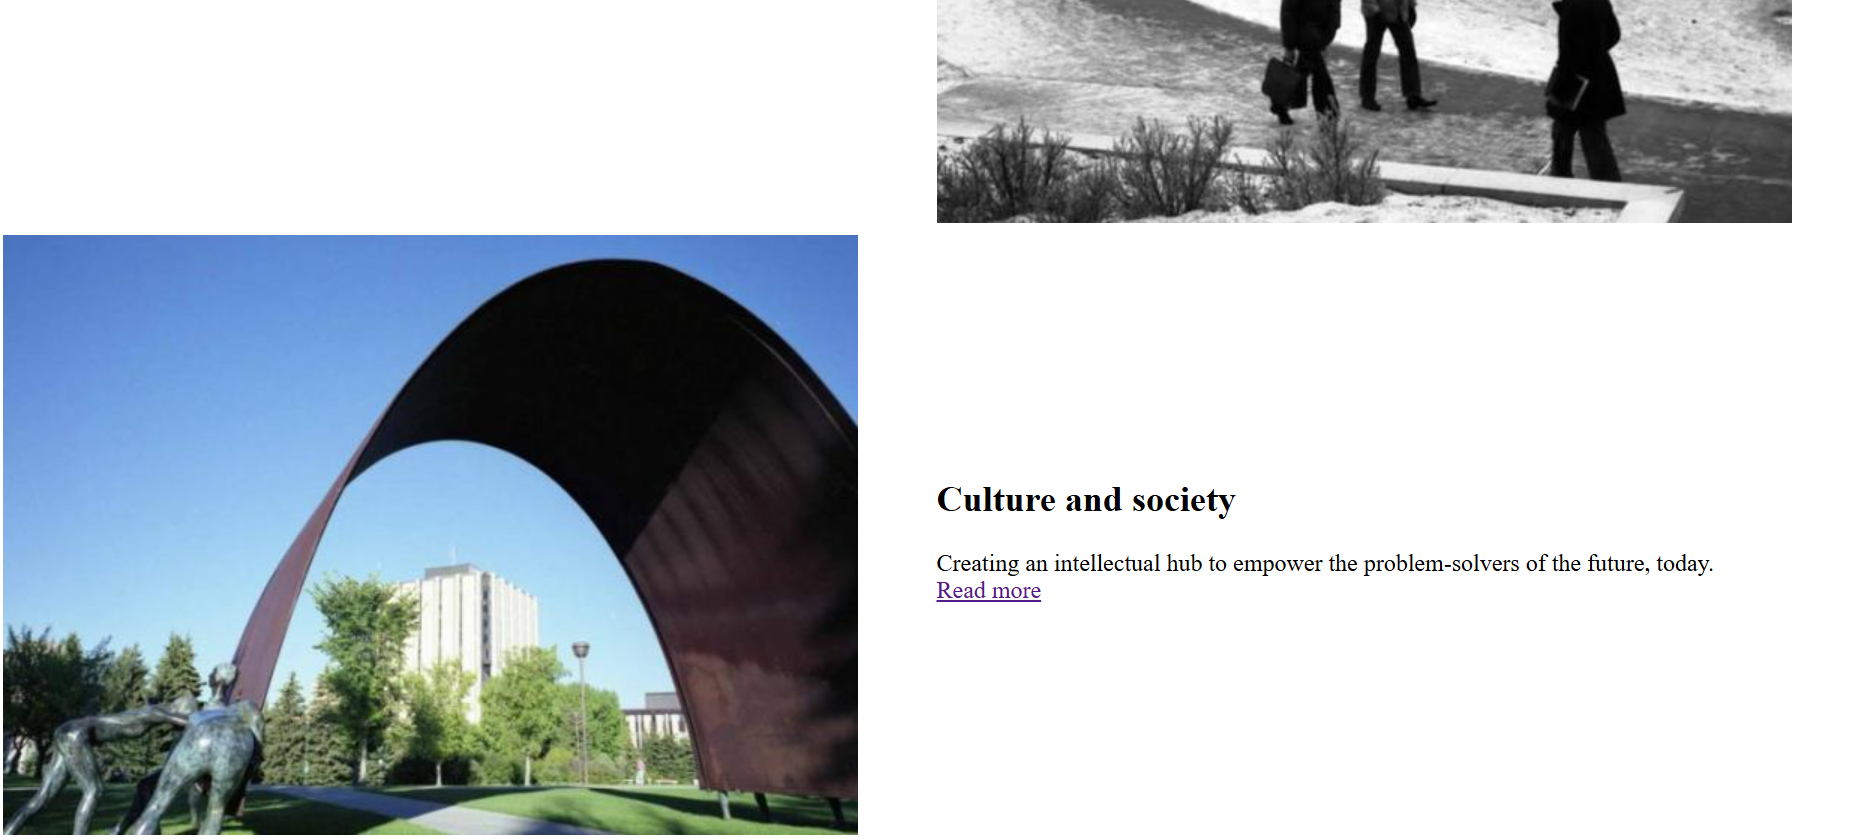 Culture and society
Creating an intellectual hub to empower the problem-solvers of the future, today.
Read more